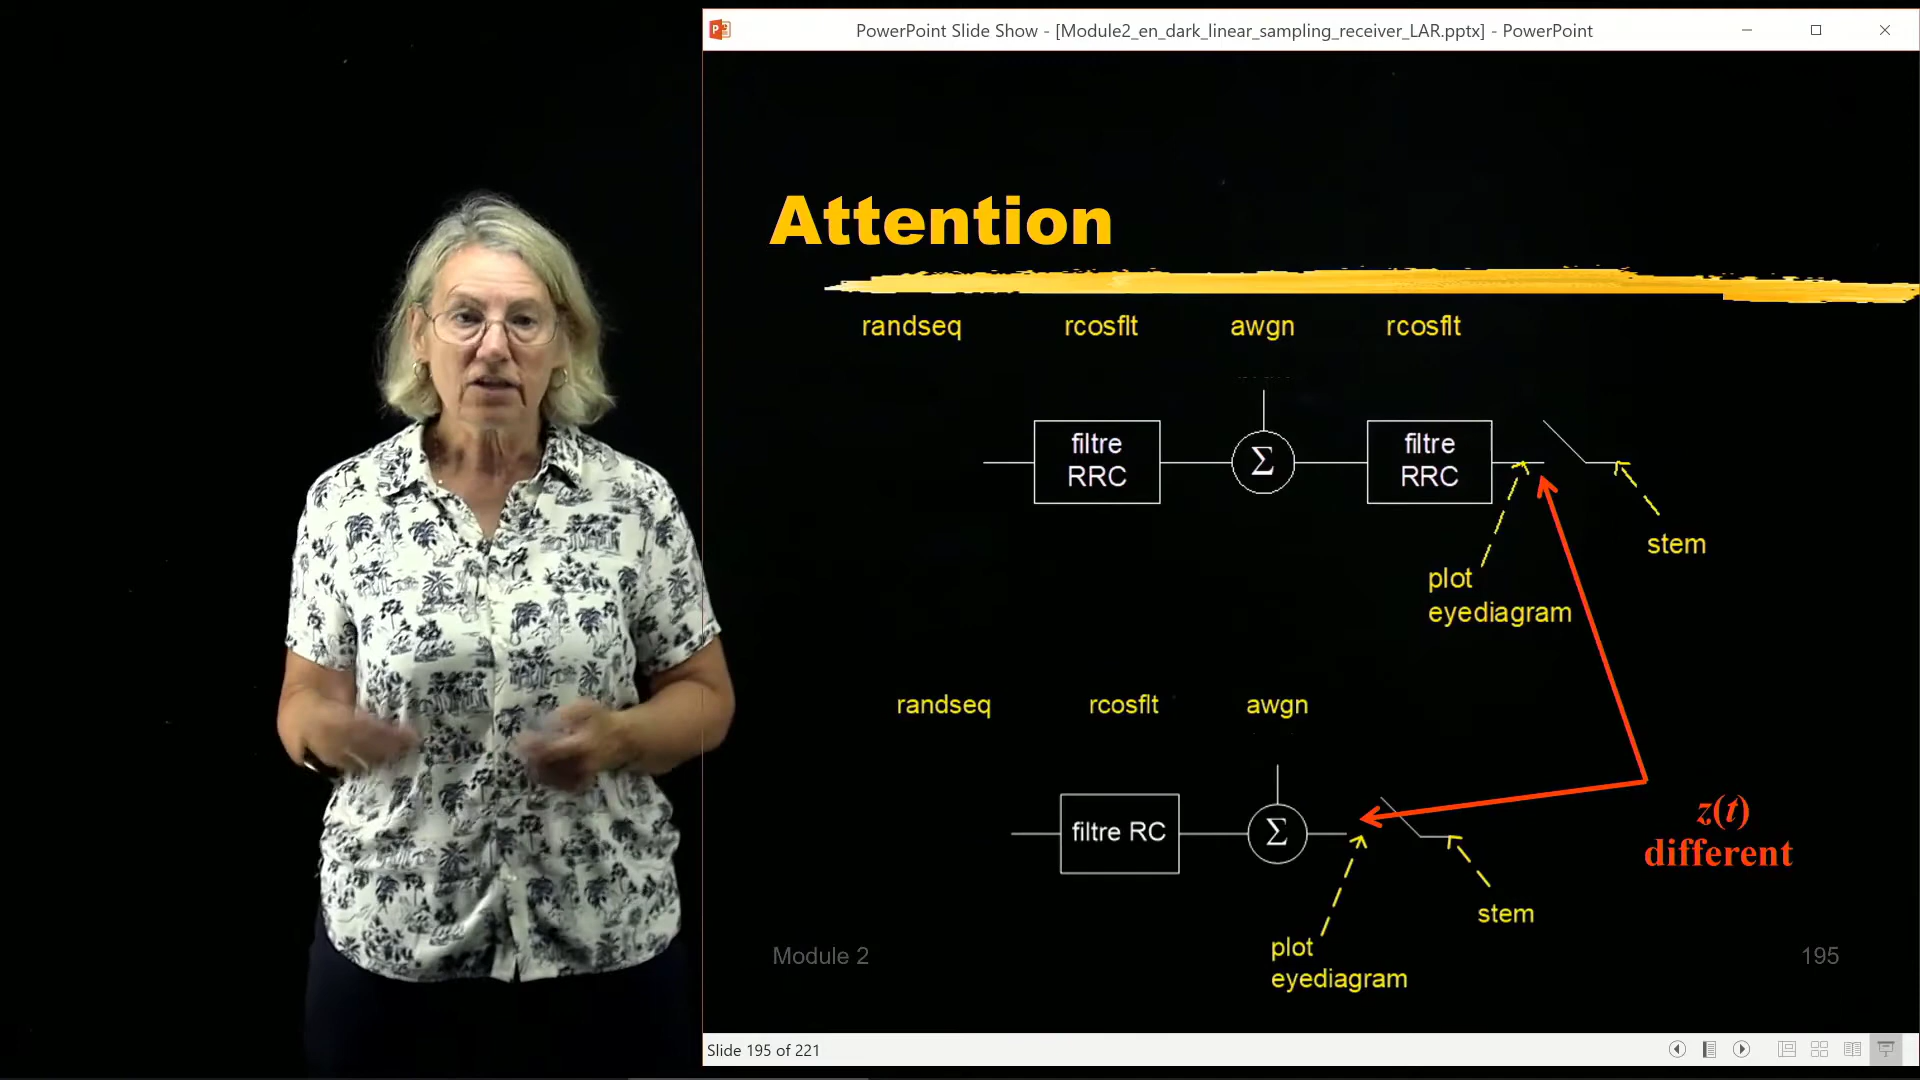 PowerPoint Slide Show - [Module2_en_dark_linear_sampling_receiver_LAR.pptx] - PowerPoint
Attention
randseq rcosflt awgn rcosflt
filtre RRC
Σ
filtre RRC
stem
plot
eyediagram
randseq rcosflt awgn
filtre RC
Σ
z(t)
different
stem
plot
eyediagram
Module 2
195
Slide 195 of 221